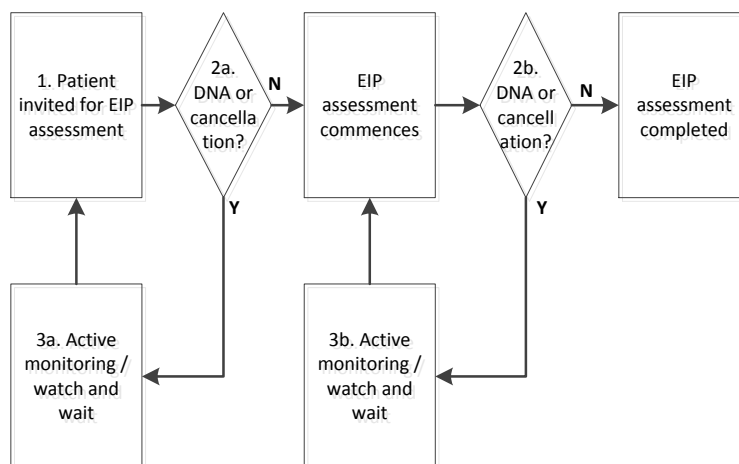 1. Patient
invited for EIP
assessment
2a.
DNA or
cancella
tion?
N
Y
EIP
assessment
commences
2b.
DNA or
cancell
ation?
N
Y
EIP
assessment
completed
3a. Active
monitoring /
watch and
wait
3b. Active
monitoring /
watch and
wait